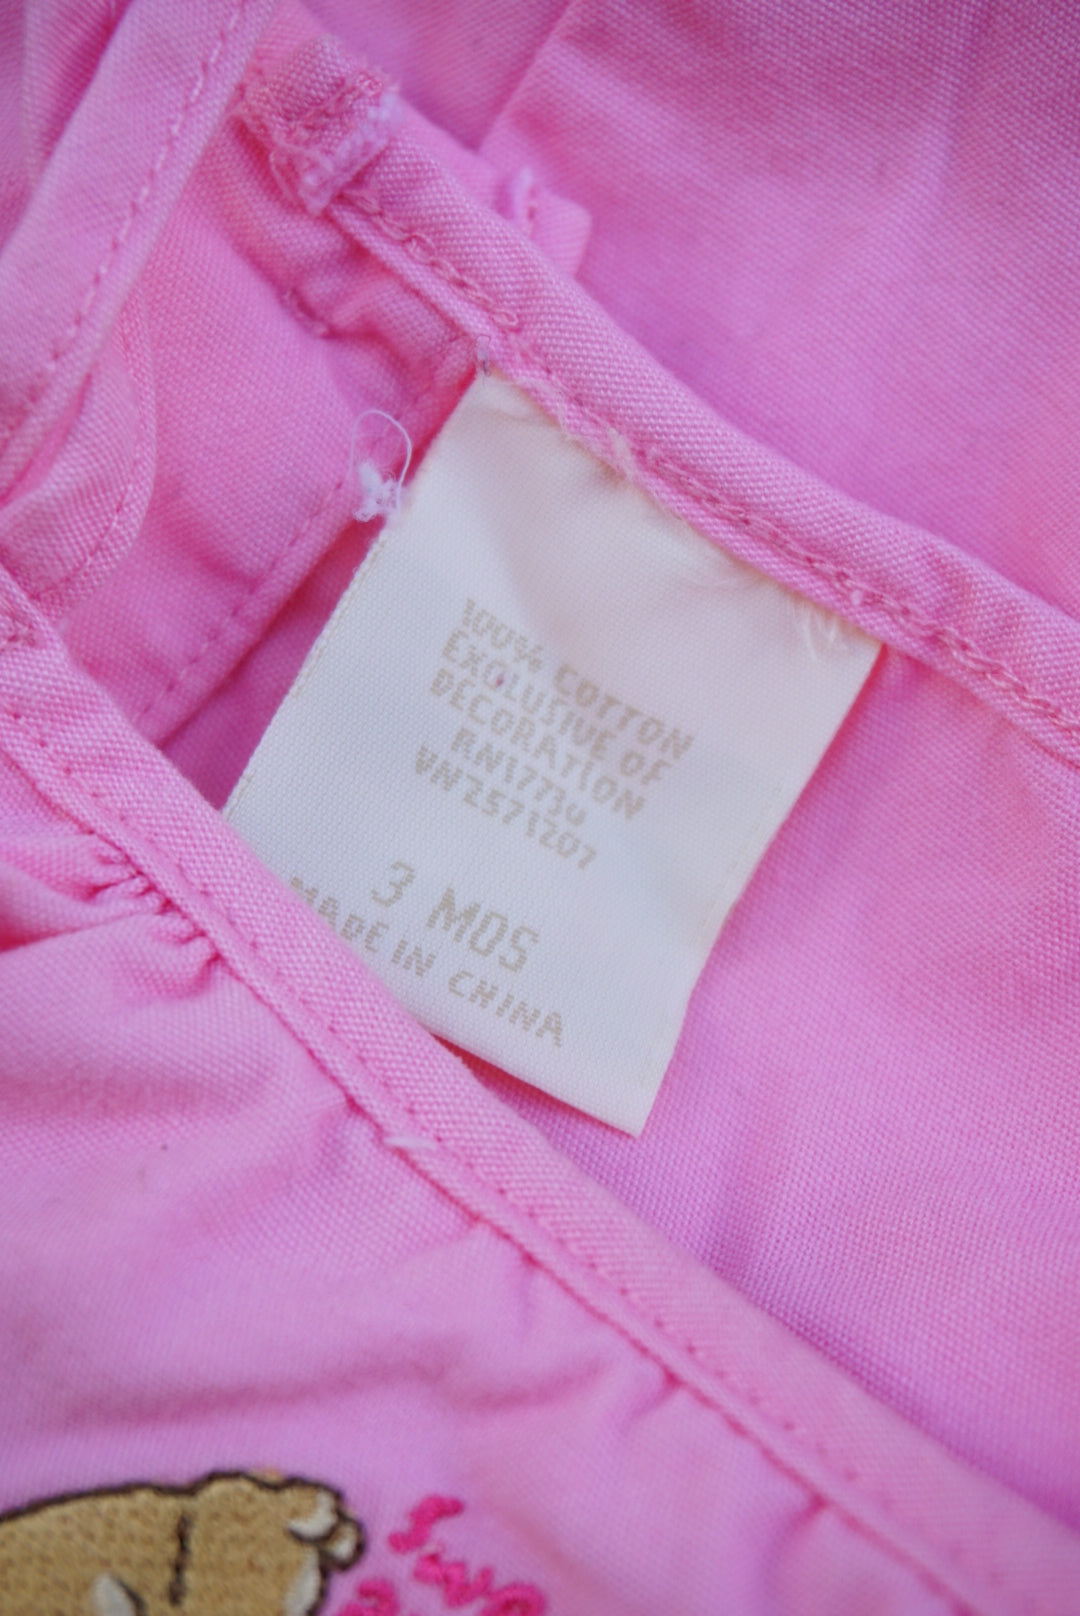 100% COTTON
EXCLUSIVE OF
DECORATION
RN17730
VN2571207
3 MOS
MADE IN CHINA